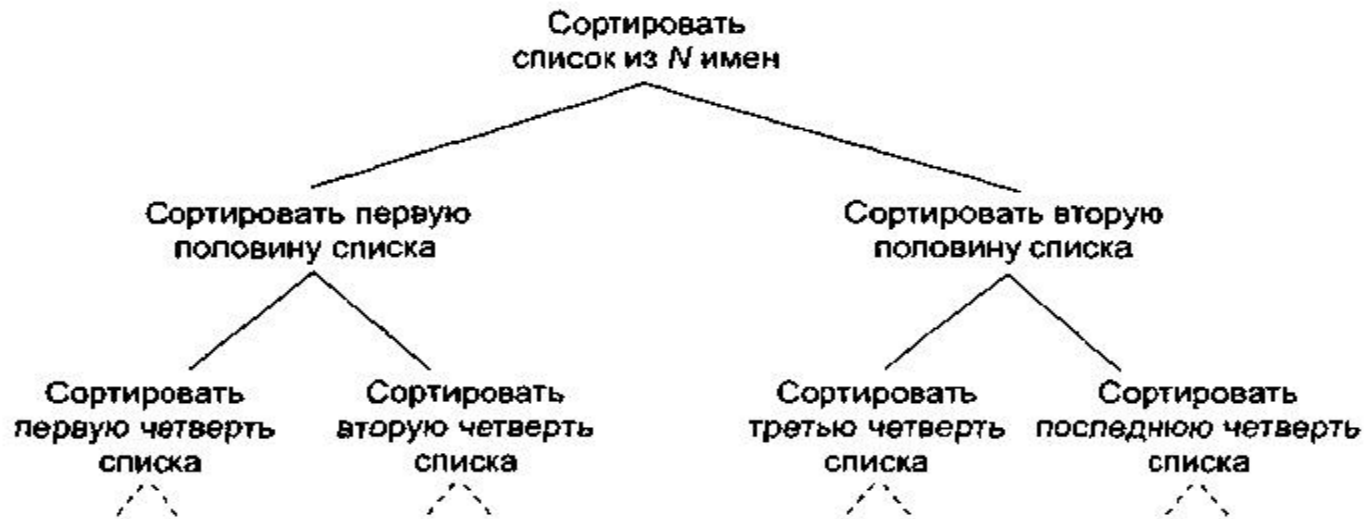 Сортировать
список из N имен
Сортировать первую
половину списка
Сортировать вторую
половину списка
Сортировать
первую четверть
списка
Сортировать
вторую четверть
списка
Сортировать
третью четверть
списка
Сортировать
последнюю четверть
списка